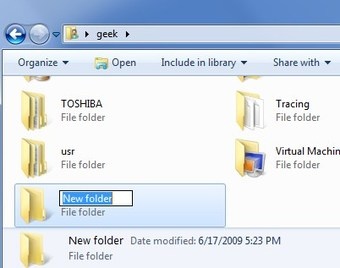 geek
Organize Open Include in library Share with
TOSHIBA Tracing
File folder File folder
usr Virtual Machin
File folder File folder
New folder
File folder
New folder Date modified: 6/17/2009 5:23 PM
File folder